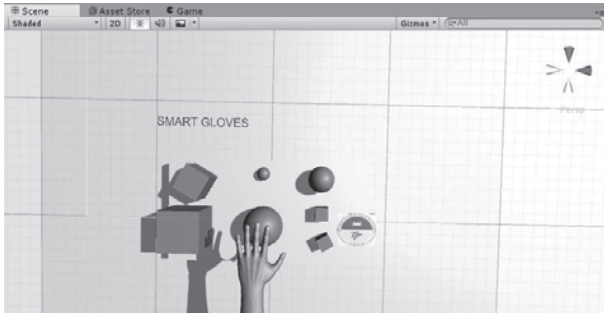 Scene Asset Store Game
Shaded 2D Gizmos All
Persp
SMART GLOVES